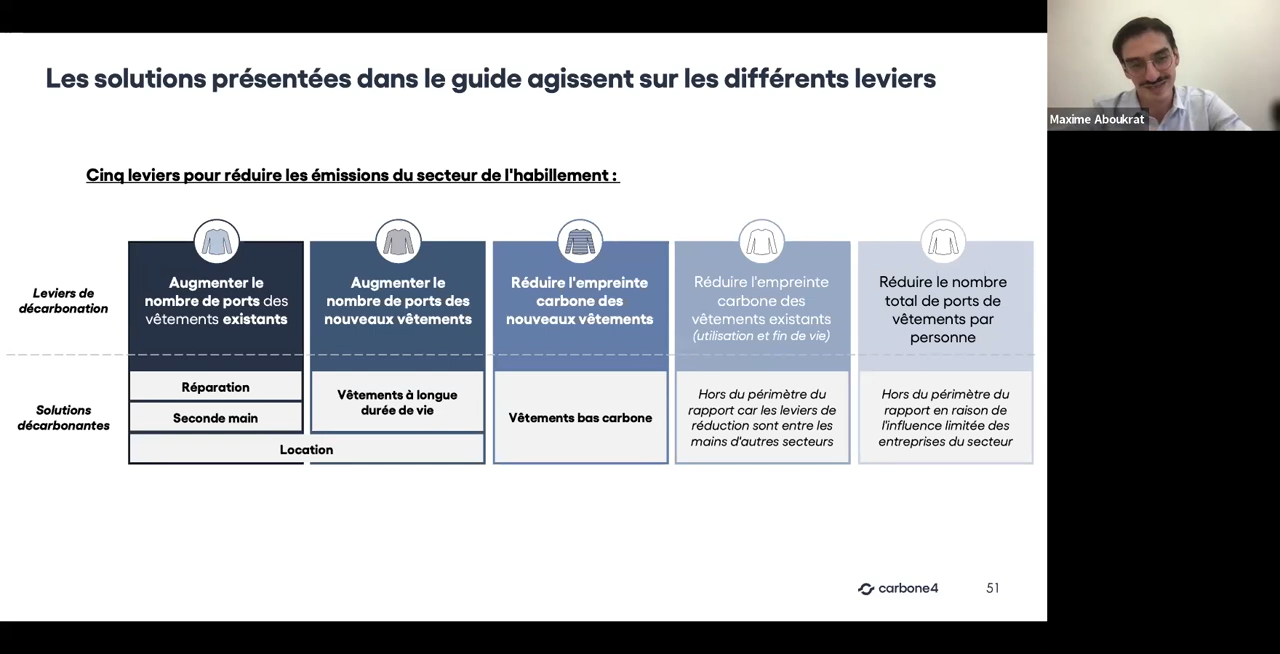 Les solutions présentées dans le guide agissent sur les différents leviers
Maxime Aboukrat
Cinq leviers pour réduire les émissions du secteur de l'habillement :
Leviers de
décarbonation
Augmenter le
nombre de ports des
vêtements existants
Augmenter le
nombre de ports des
nouveaux vêtements
Réduire l'empreinte
carbone des
nouveaux vêtements
Réduire l'empreinte
carbone des
vêtements existants
(utilisation et fin de vie)
Réduire le nombre
total de ports de
vêtements par
personne
Solutions
décarbonantes
Réparation
Seconde main
Location
Vêtements à longue
durée de vie
Vêtements bas carbone
Hors du périmètre du
rapport car les leviers de
réduction sont entre les
mains d'autres secteurs
Hors du périmètre du
rapport en raison de
l'influence limitée des
entreprises du secteur
carbone4
51